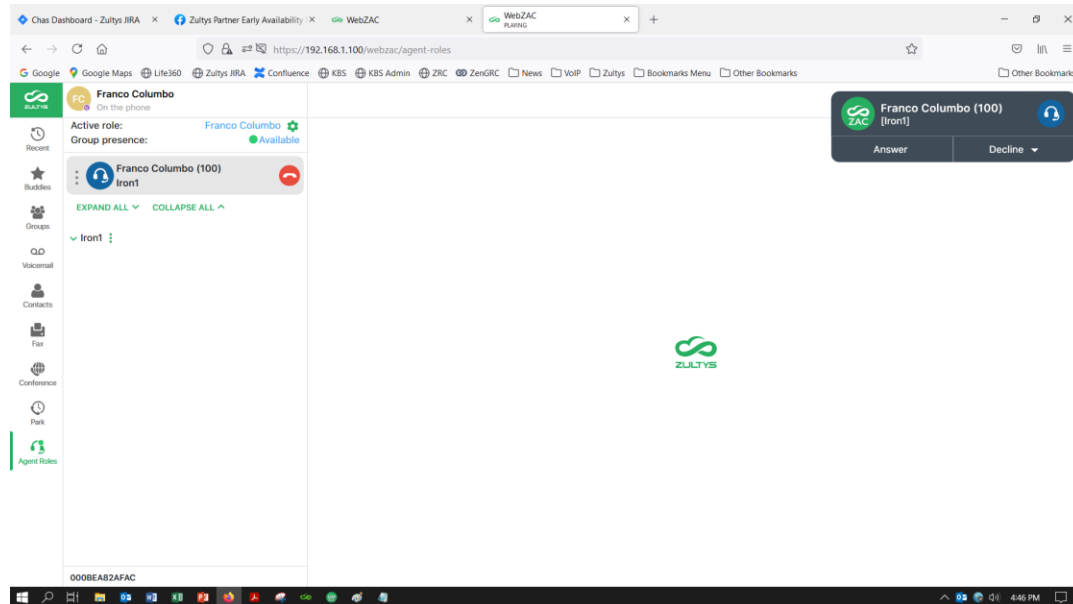 Chas Dashboard - Zultys JIRA
Zultys Partner Early Availability
WebZAC
WebZAC
PLAYING
https://192.168.1.100/webzac/agent-roles
Google
Google Maps
Life360
Zultys JIRA
Confluence
KBS
KBS Admin
ZRC
ZenGRC
News
VoIP
Zultys
Bookmarks Menu
Other Bookmarks
Other Bookmark
ZULTYS
FC
Franco Columbo
On the phone
Active role: Franco Columbo
Group presence: Available
Franco Columbo (100)
Iron1
EXPAND ALL COLLAPSE ALL
Iron1
Recent
Buddies
Groups
Voicemail
Contacts
Fax
Conference
Park
Agent Roles
000BEA82AFAC
ZULTYS
ZAC
Franco Columbo (100)
[Iron1]
Answer
Decline
4:46 PM